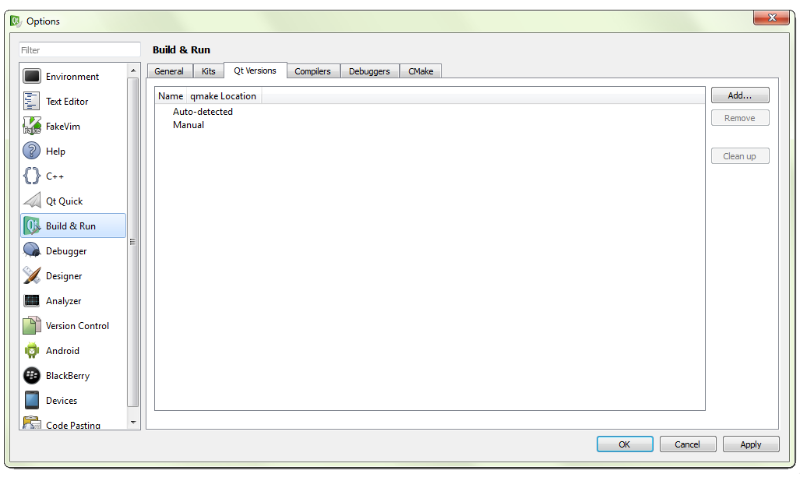 Options
Filter
Environment
Text Editor
FakeVim
Help
C++
Qt Quick
Build & Run
Debugger
Designer
Analyzer
Version Control
Android
BlackBerry
Devices
Code Pasting
Build & Run
General Kits Qt Versions Compilers Debuggers CMake
Name qmake Location
Auto-detected
Manual
Add...
Remove
Clean up
OK Cancel Apply